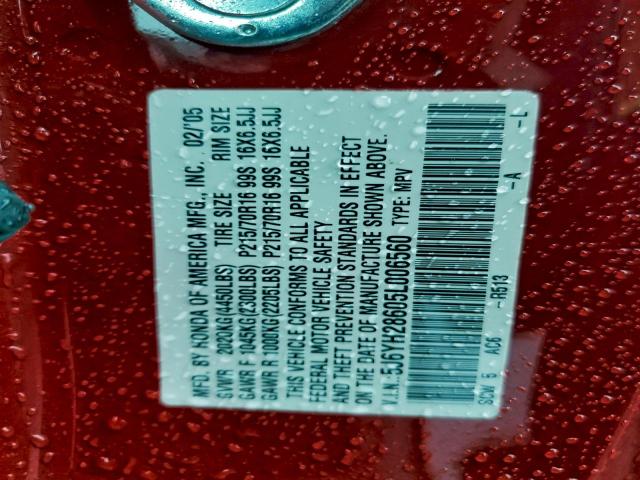 MFD. BY HONDA OF AMERICA MFG., INC. 02/'05
GVWR 2020KG(4450LBS) TIRE SIZE RIM SIZE
GAWR F 1045KG(2300LBS) P215/70R16 99S 16X6.5JJ
GAWR R 1000KG(2205LBS) P215/70R16 99S 16X6.5JJ
THIS VEHICLE CONFORMS TO ALL APPLICABLE
FEDERAL MOTOR VEHICLE SAFETY
AND THEFT PREVENTION STANDARDS IN EFFECT
ON THE DATE OF MANUFACTURE SHOWN ABOVE.
V.I.N.: 5J6YH28605L006560 TYPE: MPV
SCW 5 AC6 -R513 -A -L